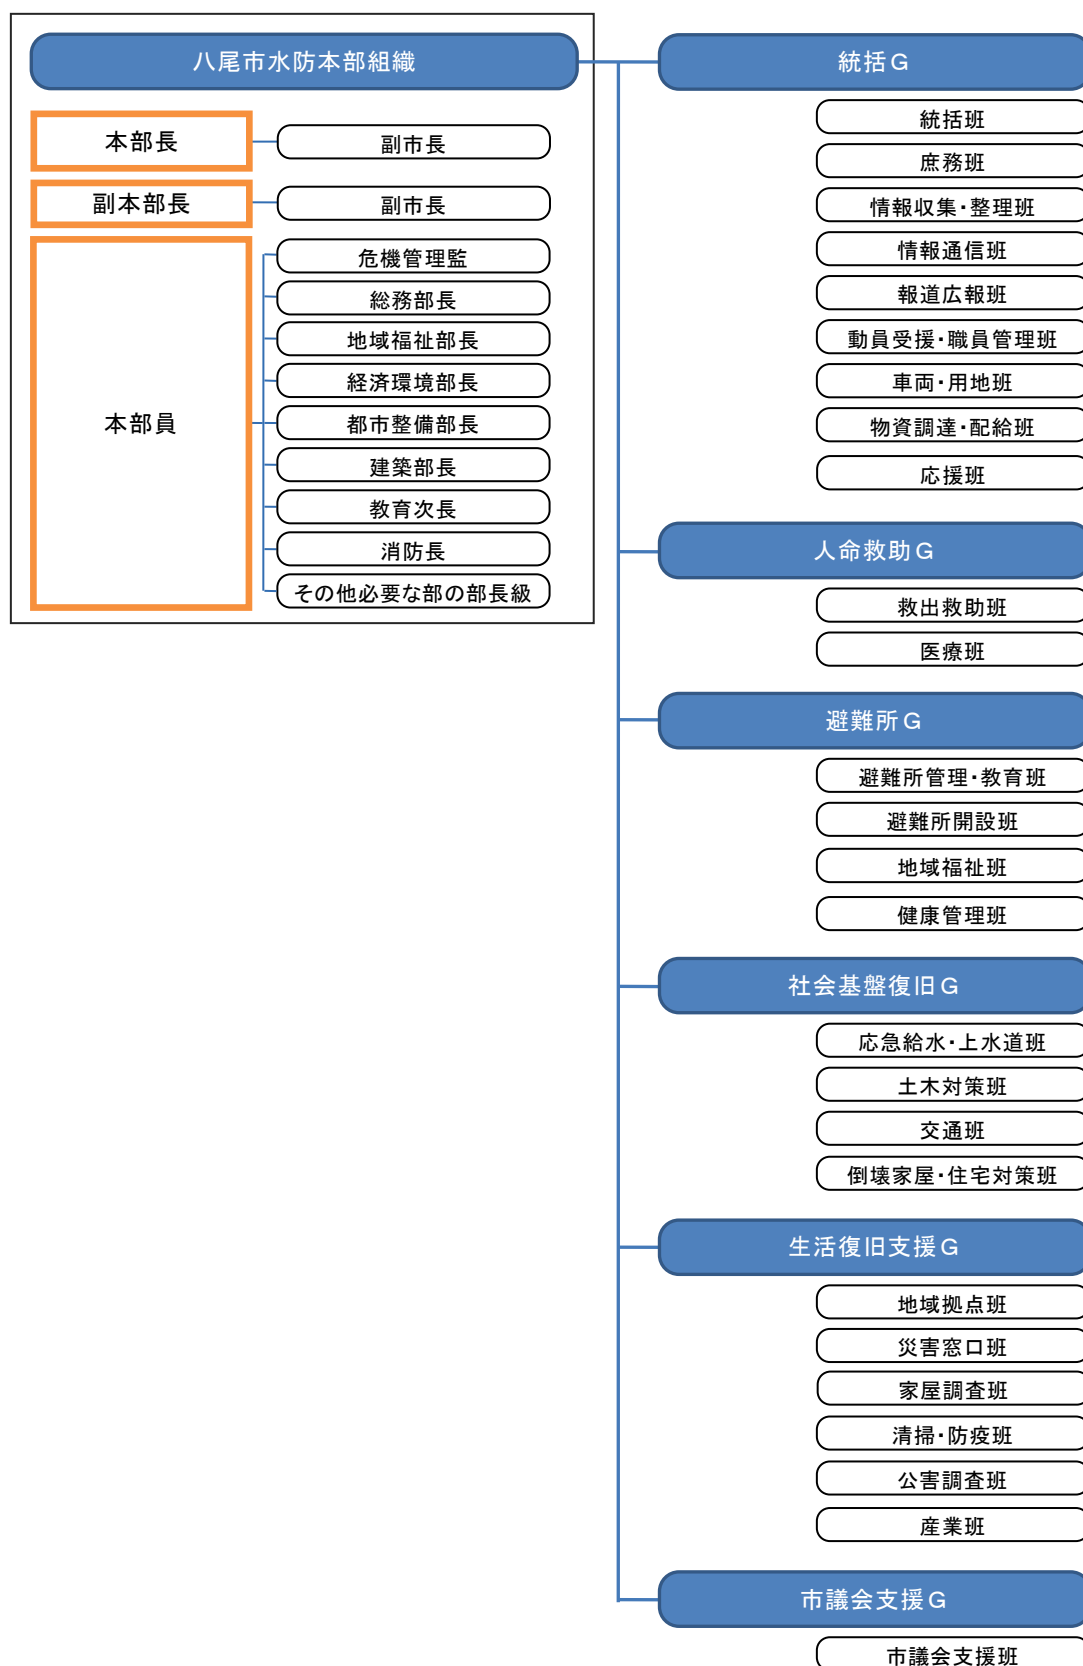 八尾市水防本部組織
本部長
副市長
副本部長
副市長
本部員
危機管理監
総務部長
地域福祉部長
経済環境部長
都市整備部長
建築部長
教育次長
消防長
その他必要な部の部長級
統括Ｇ
統括班
庶務班
情報収集・整理班
情報通信班
報道広報班
動員受援・職員管理班
車両・用地班
物資調達・配給班
応援班
人命救助Ｇ
救出救助班
医療班
避難所Ｇ
避難所管理・教育班
避難所開設班
地域福祉班
健康管理班
社会基盤復旧Ｇ
応急給水・上水道班
土木対策班
交通班
倒壊家屋・住宅対策班
生活復旧支援Ｇ
地域拠点班
災害窓口班
家屋調査班
清掃・防疫班
公害調査班
産業班
市議会支援Ｇ
市議会支援班